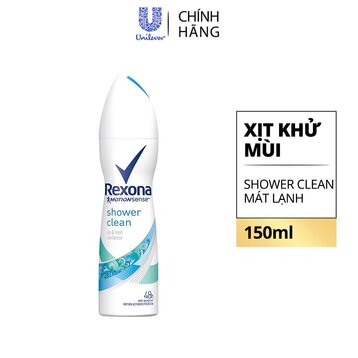 Unilever
CHÍNH
HÃNG
Rexona
MOTIONSENSE
shower
clean
48h
XỊT KHỬ
MÙI
SHOWER CLEAN
MÁT LẠNH
150ml